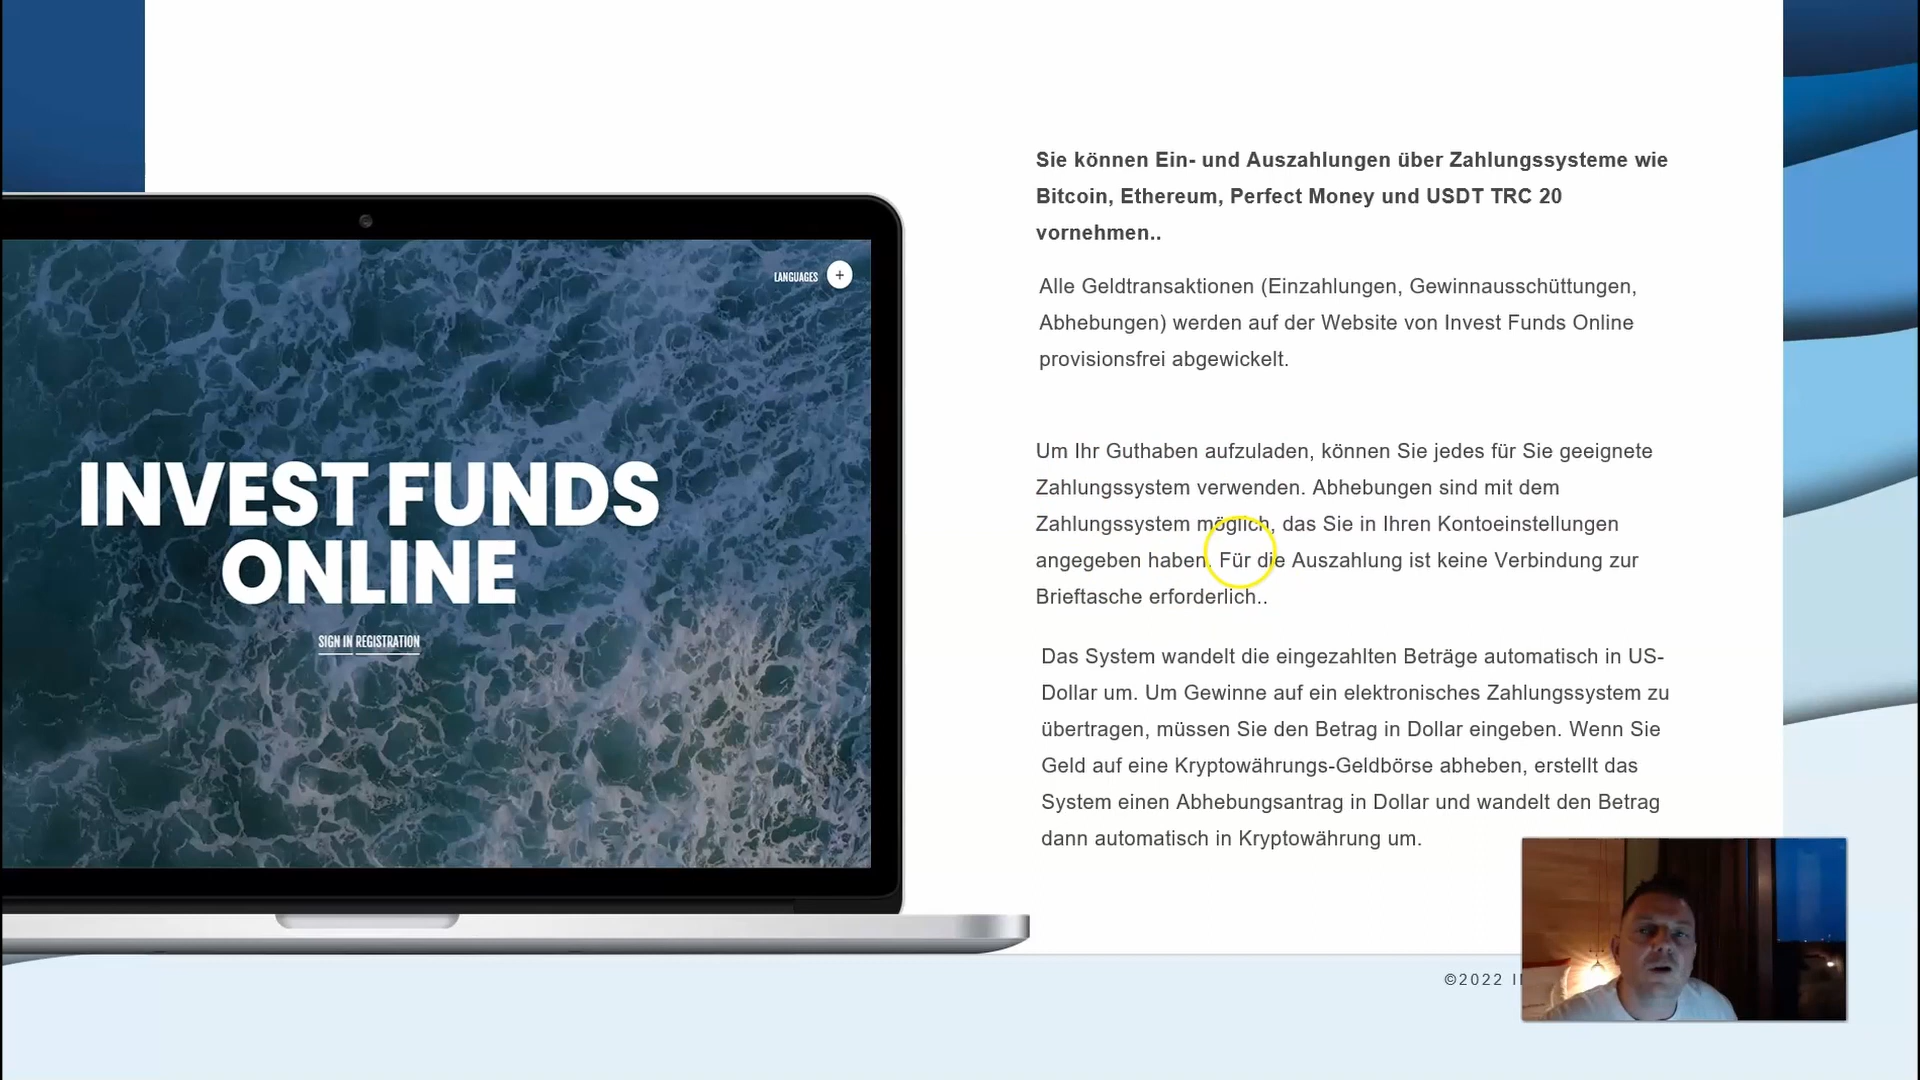 LANGUAGES +
INVEST FUNDS
ONLINE
SIGN IN REGISTRATION
Sie können Ein- und Auszahlungen über Zahlungssysteme wie
Bitcoin, Ethereum, Perfect Money und USDT TRC 20
vornehmen..
Alle Geldtransaktionen (Einzahlungen, Gewinnausschüttungen,
Abhebungen) werden auf der Website von Invest Funds Online
provisionsfrei abgewickelt.
Um Ihr Guthaben aufzuladen, können Sie jedes für Sie geeignete
Zahlungssystem verwenden. Abhebungen sind mit dem
Zahlungssystem möglich, das Sie in Ihren Kontoeinstellungen
angegeben haben. Für die Auszahlung ist keine Verbindung zur
Brieftasche erforderlich..
Das System wandelt die eingezahlten Beträge automatisch in US-
Dollar um. Um Gewinne auf ein elektronisches Zahlungssystem zu
übertragen, müssen Sie den Betrag in Dollar eingeben. Wenn Sie
Geld auf eine Kryptowährungs-Geldbörse abheben, erstellt das
System einen Abhebungsantrag in Dollar und wandelt den Betrag
dann automatisch in Kryptowährung um.
©2022